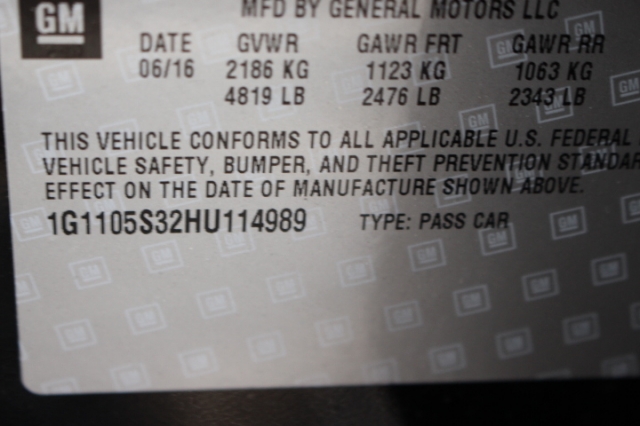 GM
MFD BY GENERAL MOTORS LLC
DATE GVWR GAWR FRT GAWR RR
06/16 2186 KG 1123 KG 1063 KG
4819 LB 2476 LB 2343 LB
THIS VEHICLE CONFORMS TO ALL APPLICABLE U.S. FEDERAL
VEHICLE SAFETY, BUMPER, AND THEFT PREVENTION STANDAR
EFFECT ON THE DATE OF MANUFACTURE SHOWN ABOVE.
1G1105S32HU114989 TYPE: PASS CAR